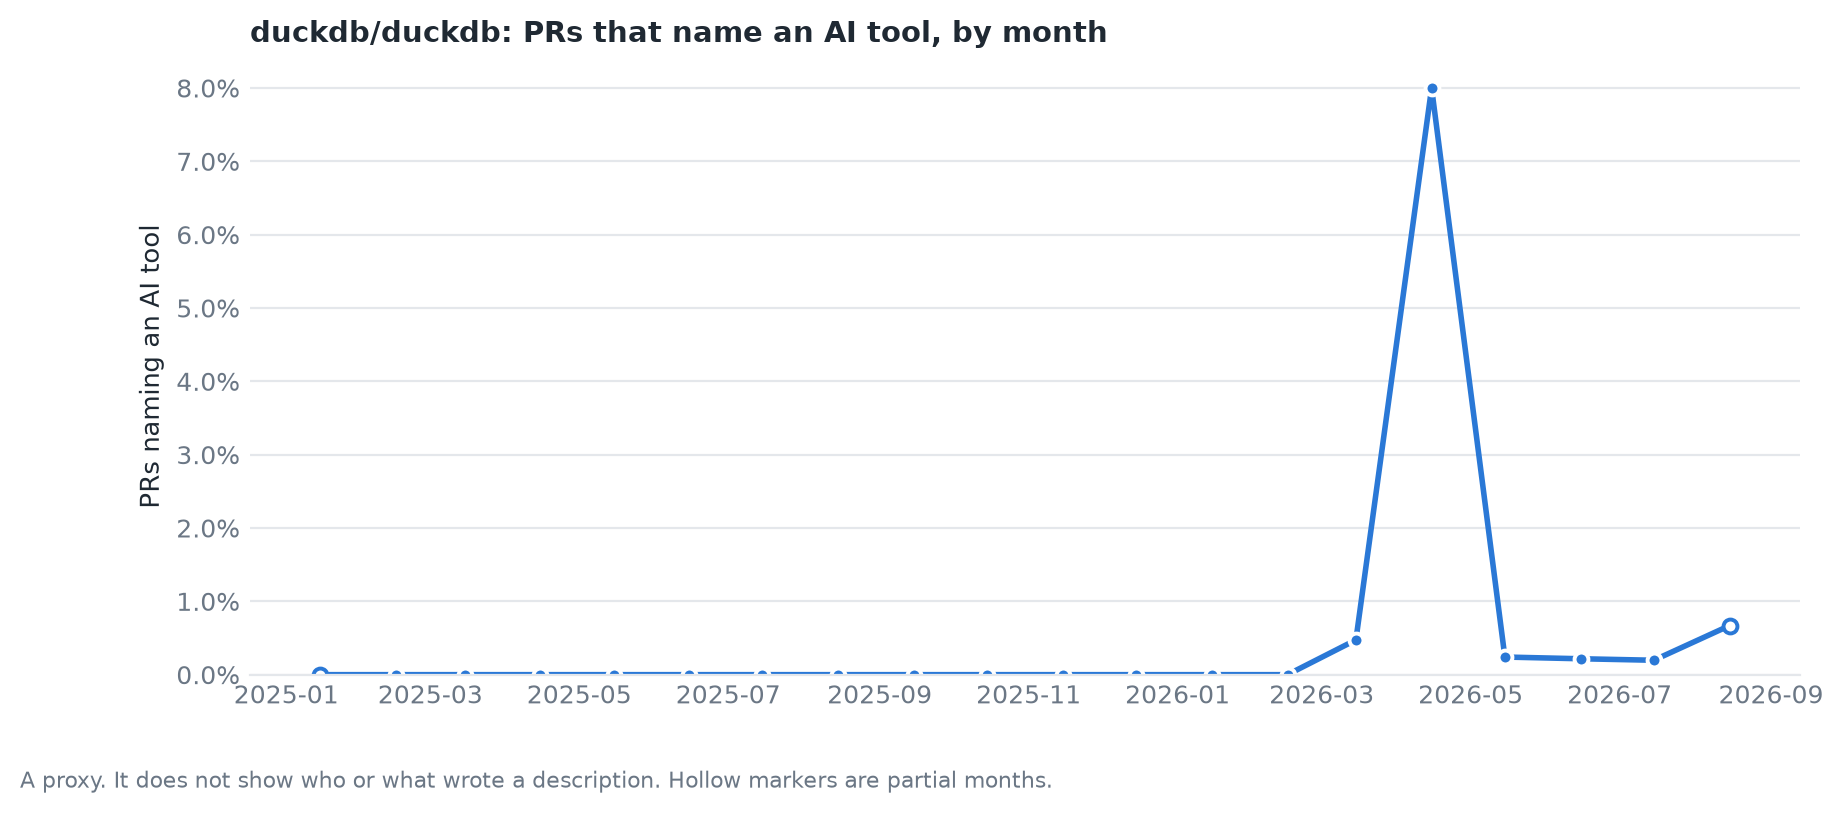 duckdb/duckdb: PRs that name an AI tool, by month
PRs naming an AI tool
8.0%
7.0%
6.0%
5.0%
4.0%
3.0%
2.0%
1.0%
0.0%
2025-01 2025-03 2025-05 2025-07 2025-09 2025-11 2026-01 2026-03 2026-05 2026-07 2026-09
A proxy. It does not show who or what wrote a description. Hollow markers are partial months.